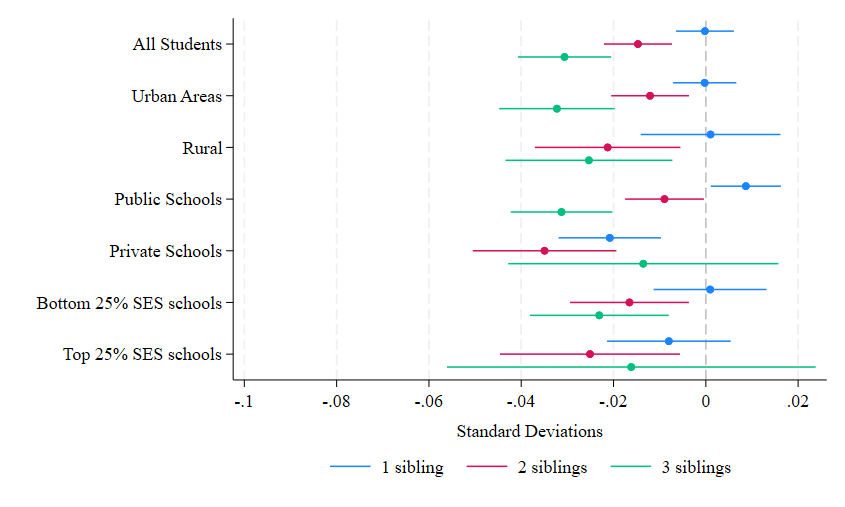 All Students
Urban Areas
Rural
Public Schools
Private Schools
Bottom 25% SES schools
Top 25% SES schools
-.1 -.08 -.06 -.04 -.02 0 .02
Standard Deviations
1 sibling 2 siblings 3 siblings